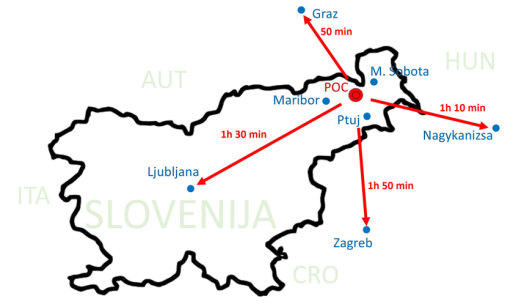 Graz
50 min
HUN
AUT
M. Sobota
POC
Maribor
1h 10 min
Ptuj
Nagykanizsa
1h 30 min
Ljubljana
1h 50 min
ITA
SLOVENIJA
Zagreb
CRO